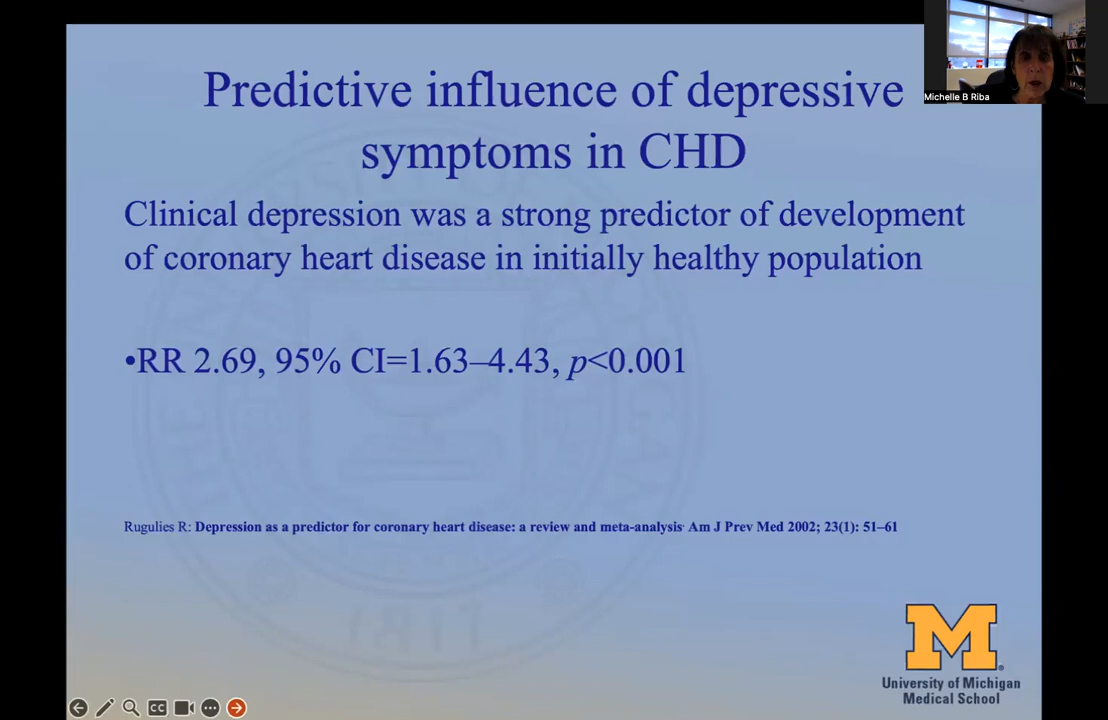 Predictive influence of depressive
symptoms in CHD
Michelle B Riba
Clinical depression was a strong predictor of development
of coronary heart disease in initially healthy population
•RR 2.69, 95% CI=1.63–4.43, p<0.001
Rugulies R: Depression as a predictor for coronary heart disease: a review and meta-analysis. Am J Prev Med 2002; 23(1): 51–61
1817
M
University of Michigan
Medical School
CC